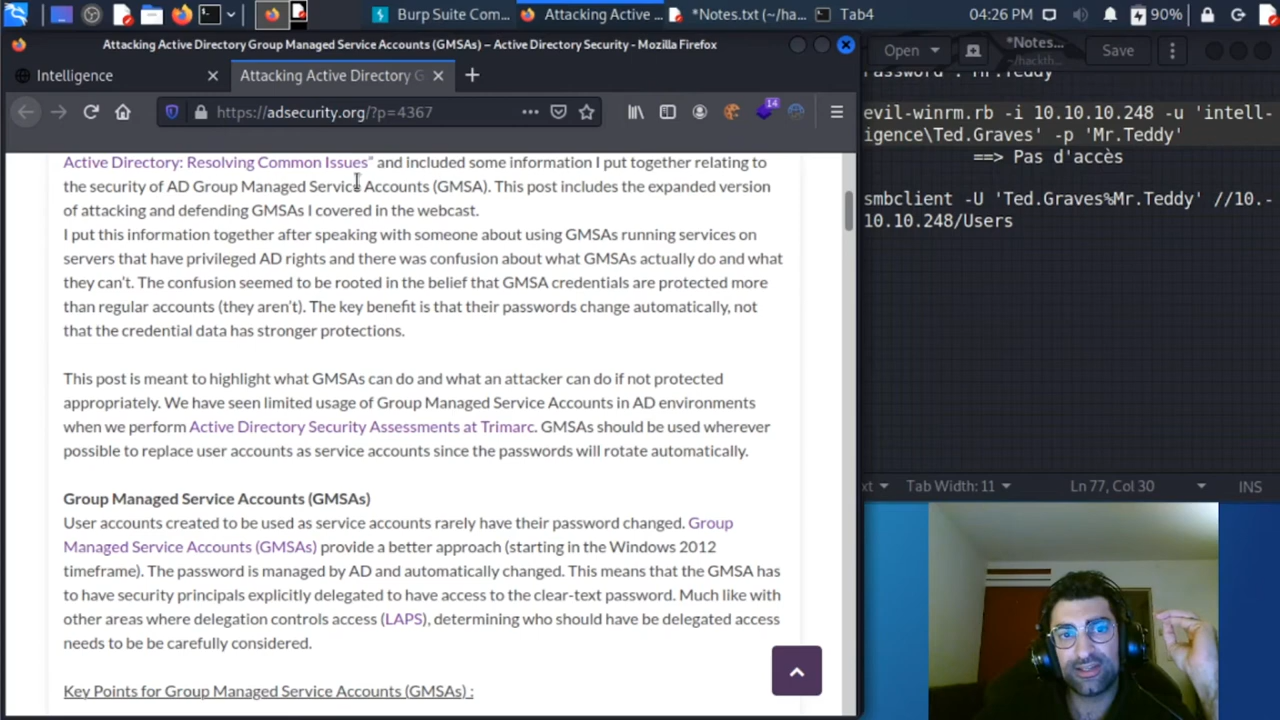 Burp Suite Com...
Attacking Active ...
*Notes.txt (~/ha...
Tab4
04:26 PM
90%
Attacking Active Directory Group Managed Service Accounts (GMSAs) – Active Directory Security - Mozilla Firefox
Intelligence
Attacking Active Directory G
https://adsecurity.org/?p=4367
14
Active Directory: Resolving Common Issues" and included some information I put together relating to
the security of AD Group Managed Service Accounts (GMSA). This post includes the expanded version
of attacking and defending GMSAs I covered in the webcast.
I put this information together after speaking with someone about using GMSAs running services on
servers that have privileged AD rights and there was confusion about what GMSAs actually do and what
they can't. The confusion seemed to be rooted in the belief that GMSA credentials are protected more
than regular accounts (they aren't). The key benefit is that their passwords change automatically, not
that the credential data has stronger protections.
This post is meant to highlight what GMSAs can do and what an attacker can do if not protected
appropriately. We have seen limited usage of Group Managed Service Accounts in AD environments
when we perform Active Directory Security Assessments at Trimarc. GMSAs should be used wherever
possible to replace user accounts as service accounts since the passwords will rotate automatically.
Group Managed Service Accounts (GMSAs)
User accounts created to be used as service accounts rarely have their password changed. Group
Managed Service Accounts (GMSAs) provide a better approach (starting in the Windows 2012
timeframe). The password is managed by AD and automatically changed. This means that the GMSA has
to have security principals explicitly delegated to have access to the clear-text password. Much like with
other areas where delegation controls access (LAPS), determining who should have be delegated access
needs to be be carefully considered.
Key Points for Group Managed Service Accounts (GMSAs) :
Open
*Notes...
~/hackth...
Save
Password : Mr.Teddy
evil-winrm.rb -i 10.10.10.248 -u 'intell-
igence\Ted.Graves' -p 'Mr.Teddy'
==> Pas d'accès
smbclient -U 'Ted.Graves%Mr.Teddy' //10.-
10.10.248/Users
xt
Tab Width: 11
Ln 77, Col 30
INS